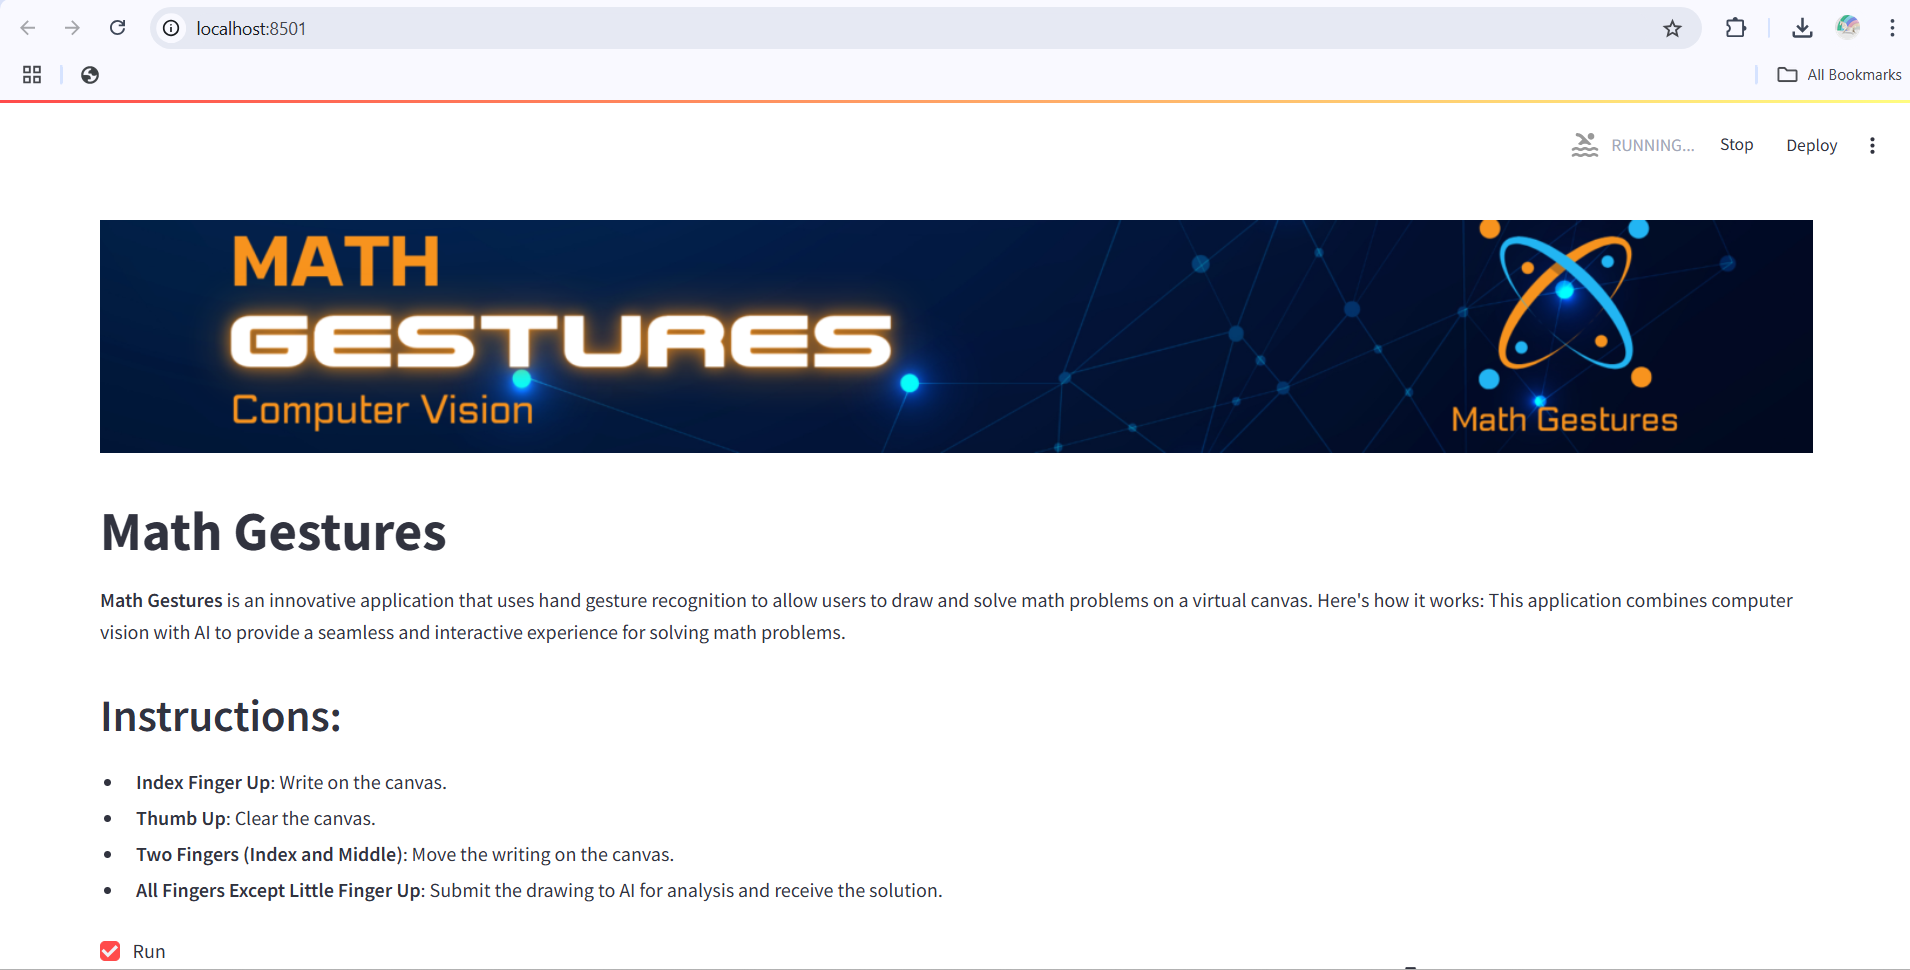 localhost:8501
All Bookmarks
RUNNING...
Stop
Deploy
MATH
GESTURES
Computer Vision
Math Gestures
Math Gestures
Math Gestures is an innovative application that uses hand gesture recognition to allow users to draw and solve math problems on a virtual canvas. Here's how it works: This application combines computer
vision with AI to provide a seamless and interactive experience for solving math problems.
Instructions:
• Index Finger Up: Write on the canvas.
• Thumb Up: Clear the canvas.
• Two Fingers (Index and Middle): Move the writing on the canvas.
• All Fingers Except Little Finger Up: Submit the drawing to AI for analysis and receive the solution.
Run